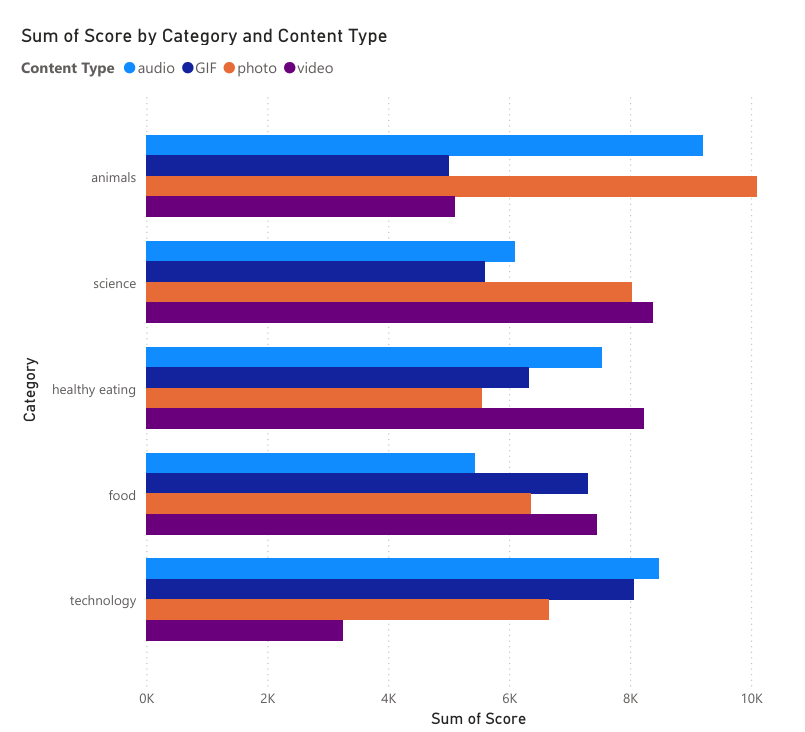 Sum of Score by Category and Content Type
Content Type audio GIF photo video
animals
science
healthy eating
food
technology
Category
0K 2K 4K 6K 8K 10K
Sum of Score